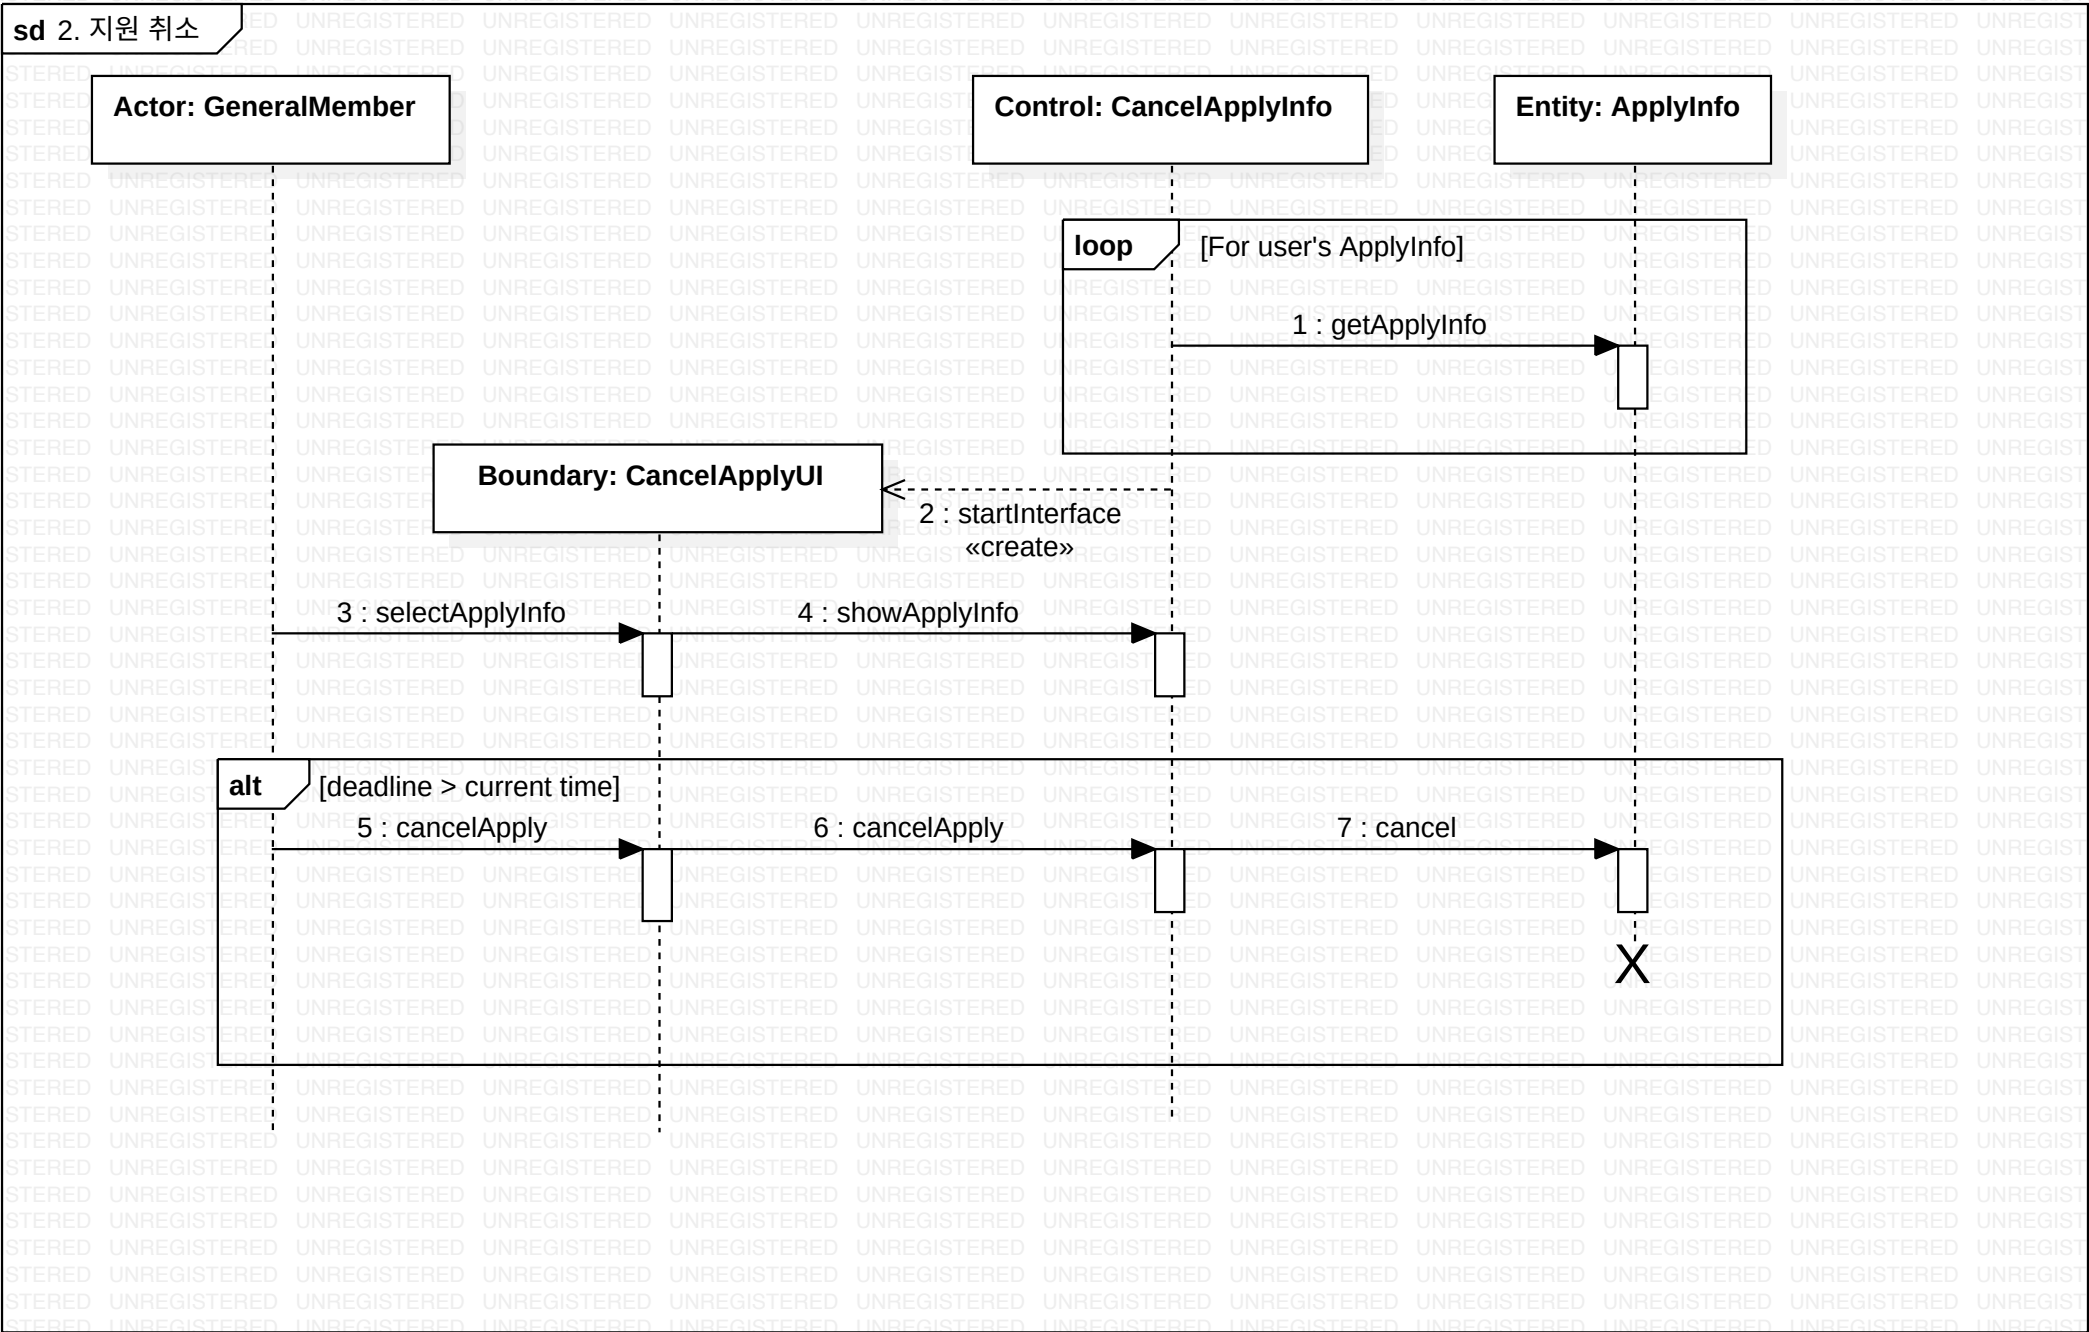 sd 2. 지원 취소
Actor: GeneralMember
Control: CancelApplyInfo
Entity: ApplyInfo
loop [For user's ApplyInfo]
1 : getApplyInfo
Boundary: CancelApplyUI
2 : startInterface
«create»
3 : selectApplyInfo
4 : showApplyInfo
alt [deadline > current time]
5 : cancelApply
6 : cancelApply
7 : cancel
X
UNREGISTERED